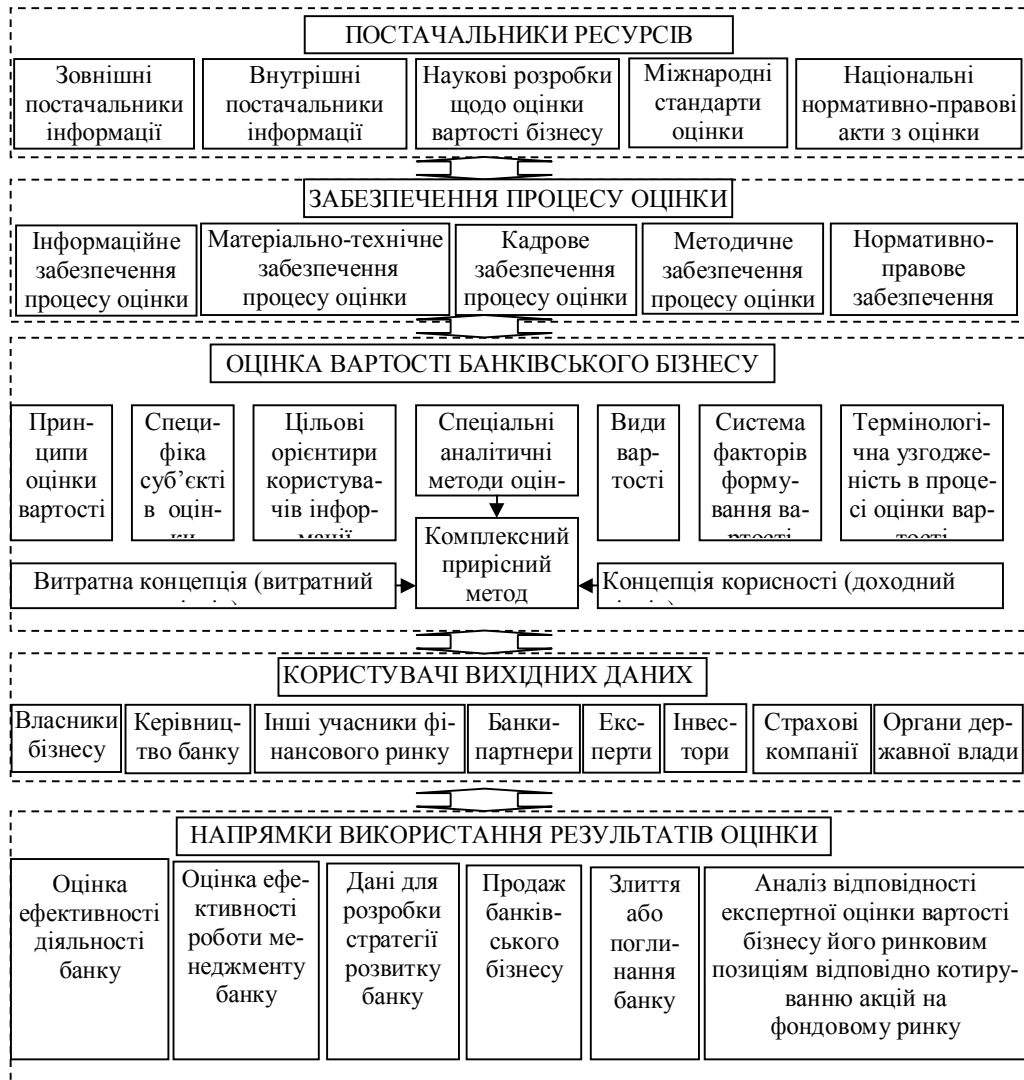 ПОСТАЧАЛЬНИКИ РЕСУРСІВ
Зовнішні
постачальники
інформації
Внутрішні
постачальники
інформації
Наукові розробки
щодо оцінки
вартості бізнесу
Міжнародні
стандарти
оцінки
Національні
нормативно-правові
акти з оцінки
ЗАБЕЗПЕЧЕННЯ ПРОЦЕСУ ОЦІНКИ
Інформаційне
забезпечення
процесу оцінки
Матеріально-технічне
забезпечення
процесу оцінки
Кадрове
забезпечення
процесу оцінки
Методичне
забезпечення
процесу оцінки
Нормативно-
правове
забезпечення
ОЦІНКА ВАРТОСТІ БАНКІВСЬКОГО БІЗНЕСУ
Прин-
ципи
оцінки
вартості
Специ-
фіка
суб’єкті
в оцін-
ки
Цільові
орієнтири
користува-
чів інфор-
мації
Спеціальні
аналітичні
методи оцін-
Види
вар-
тості
Система
факторів
форму-
вання ва-
ртості
Термінологі-
чна узгодже-
ність в проце-
сі оцінки вар-
тості
Комплексний
прирісний
метод
Витратна концепція (витратний
Концепція корисності (доходний
КОРИСТУВАЧІ ВИХІДНИХ ДАНИХ
Власники
бізнесу
Керівниц-
тво банку
Інші учасники фі-
нансового ринку
Банки-
партнери
Екс-
перти
Інвес-
тори
Страхові
компанії
Органи дер-
жавної влади
НАПРЯМКИ ВИКОРИСТАННЯ РЕЗУЛЬТАТІВ ОЦІНКИ
Оцінка
ефективності
діяльності
банку
Оцінка ефе-
ктивності
роботи ме-
неджменту
банку
Дані для
розробки
стратегії
розвитку
банку
Продаж
банків-
ського
бізнесу
Злиття
або
погли-
нання
банку
Аналіз відповідності
експертної оцінки вартості
бізнесу його ринковим
позиціям відповідно котиру-
ванню акцій на
фондовому ринку